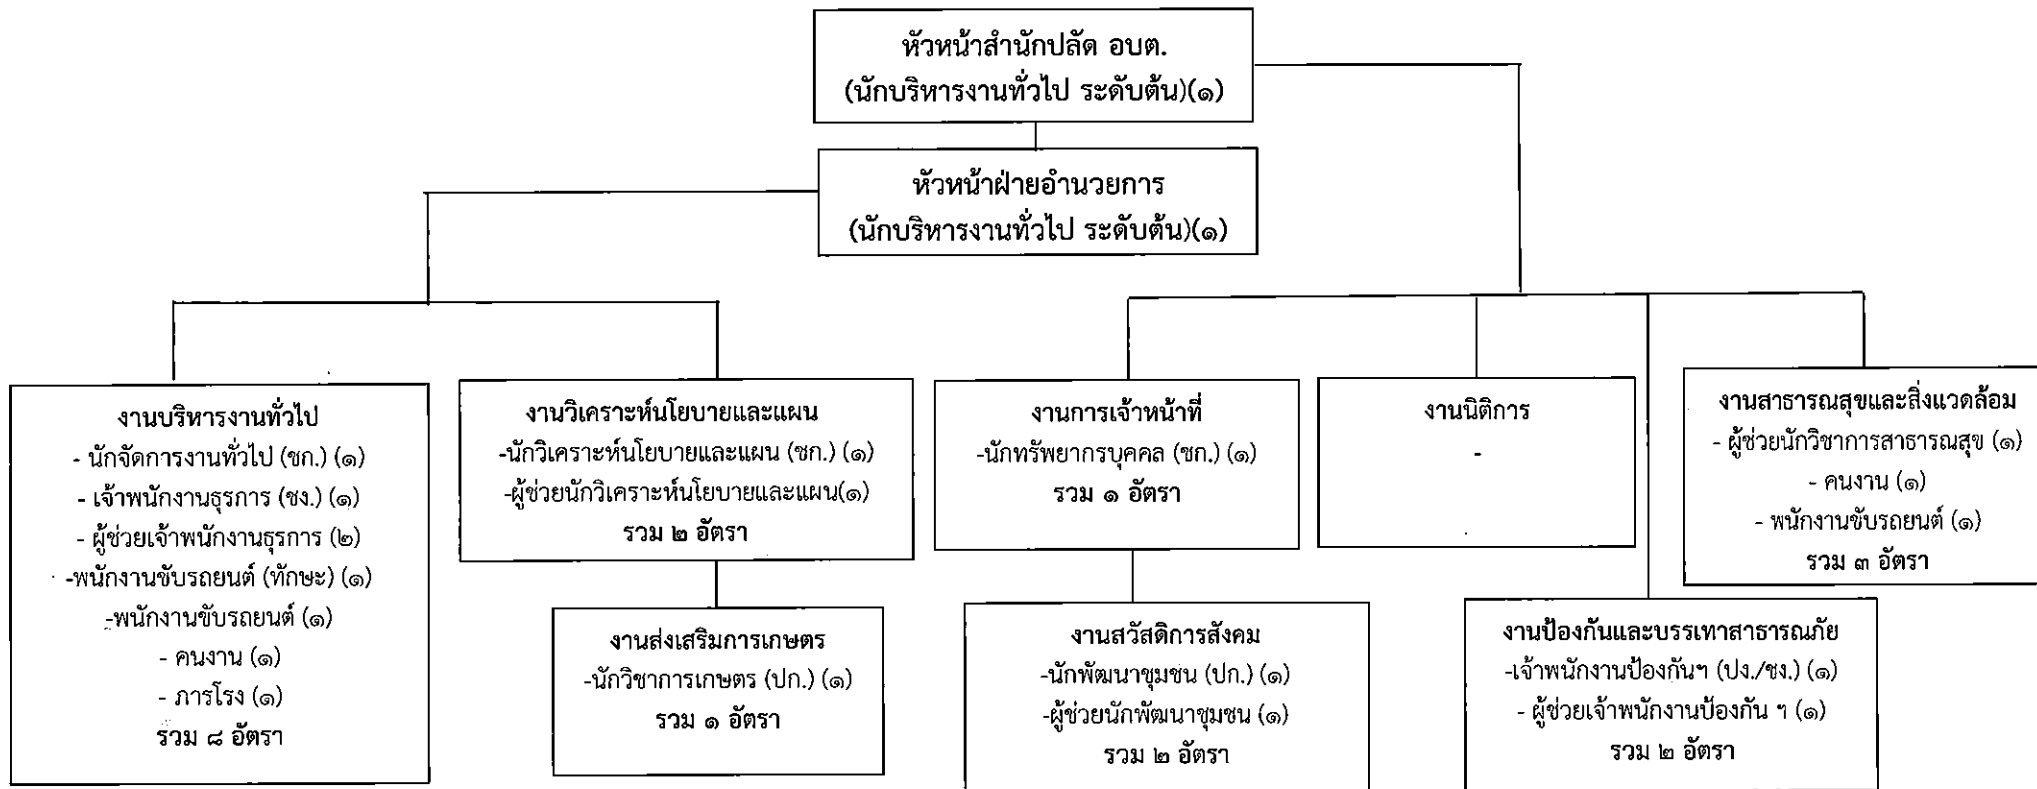 หัวหน้าสำนักปลัด อบต.
(นักบริหารงานทั่วไป ระดับต้น)(๑)
หัวหน้าฝ่ายอำนวยการ
(นักบริหารงานทั่วไป ระดับต้น)(๑)
งานบริหารงานทั่วไป
- นักจัดการงานทั่วไป (ชก.) (๑)
- เจ้าพนักงานธุรการ (ชง.) (๑)
- ผู้ช่วยเจ้าพนักงานธุรการ (๒)
-พนักงานขับรถยนต์ (ทักษะ) (๑)
-พนักงานขับรถยนต์ (๑)
- คนงาน (๑)
- ภารโรง (๑)
รวม ๘ อัตรา
งานวิเคราะห์นโยบายและแผน
-นักวิเคราะห์นโยบายและแผน (ชก.) (๑)
-ผู้ช่วยนักวิเคราะห์นโยบายและแผน(๑)
รวม ๒ อัตรา
งานส่งเสริมการเกษตร
-นักวิชาการเกษตร (ปก.) (๑)
รวม ๑ อัตรา
งานการเจ้าหน้าที่
-นักทรัพยากรบุคคล (ชก.) (๑)
รวม ๑ อัตรา
งานสวัสดิการสังคม
-นักพัฒนาชุมชน (ปก.) (๑)
-ผู้ช่วยนักพัฒนาชุมชน (๑)
รวม ๒ อัตรา
งานนิติการ
-
งานป้องกันและบรรเทาสาธารณภัย
-เจ้าพนักงานป้องกันฯ (ปง./ชง.) (๑)
- ผู้ช่วยเจ้าพนักงานป้องกัน ฯ (๑)
รวม ๒ อัตรา
งานสาธารณสุขและสิ่งแวดล้อม
- ผู้ช่วยนักวิชาการสาธารณสุข (๑)
- คนงาน (๑)
- พนักงานขับรถยนต์ (๑)
รวม ๓ อัตรา